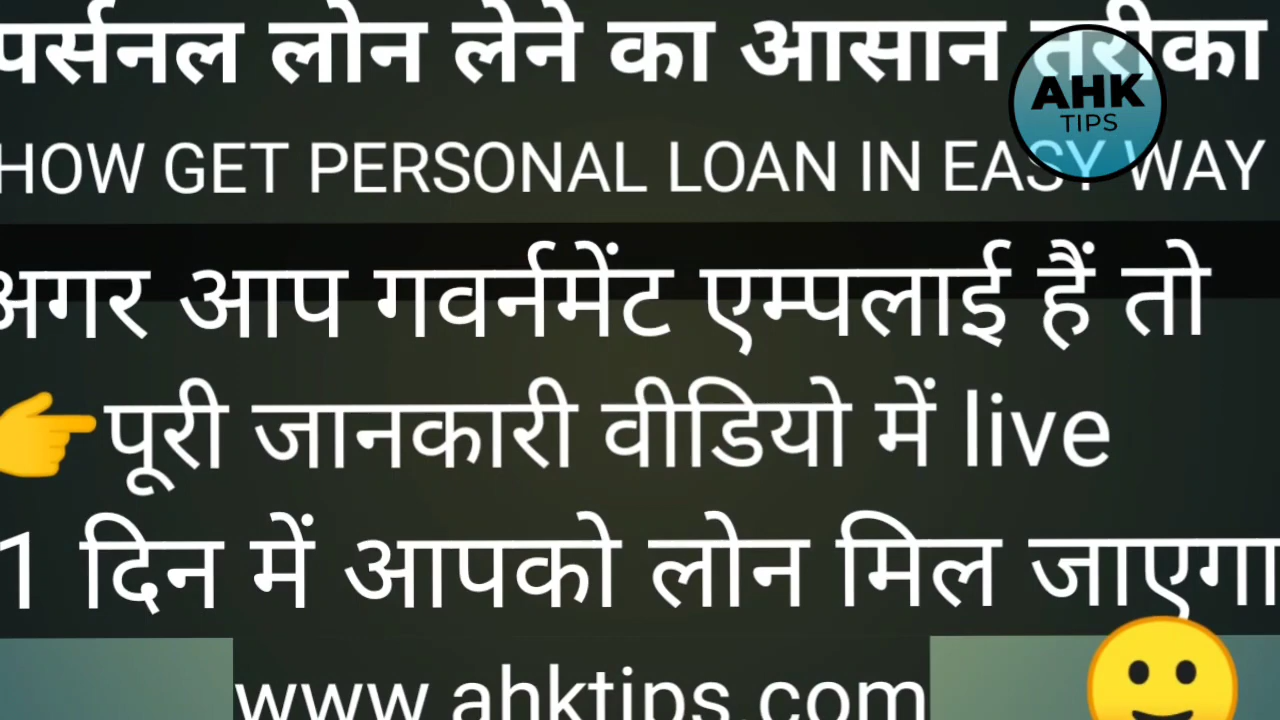 पर्सनल लोन लेने का आसान तरीका
AHK
TIPS
HOW GET PERSONAL LOAN IN EASY WAY
अगर आप गवर्नमेंट एम्पलाई हैं तो
👉पूरी जानकारी वीडियो में live
1 दिन में आपको लोन मिल जाएगा
www.ahktips.com